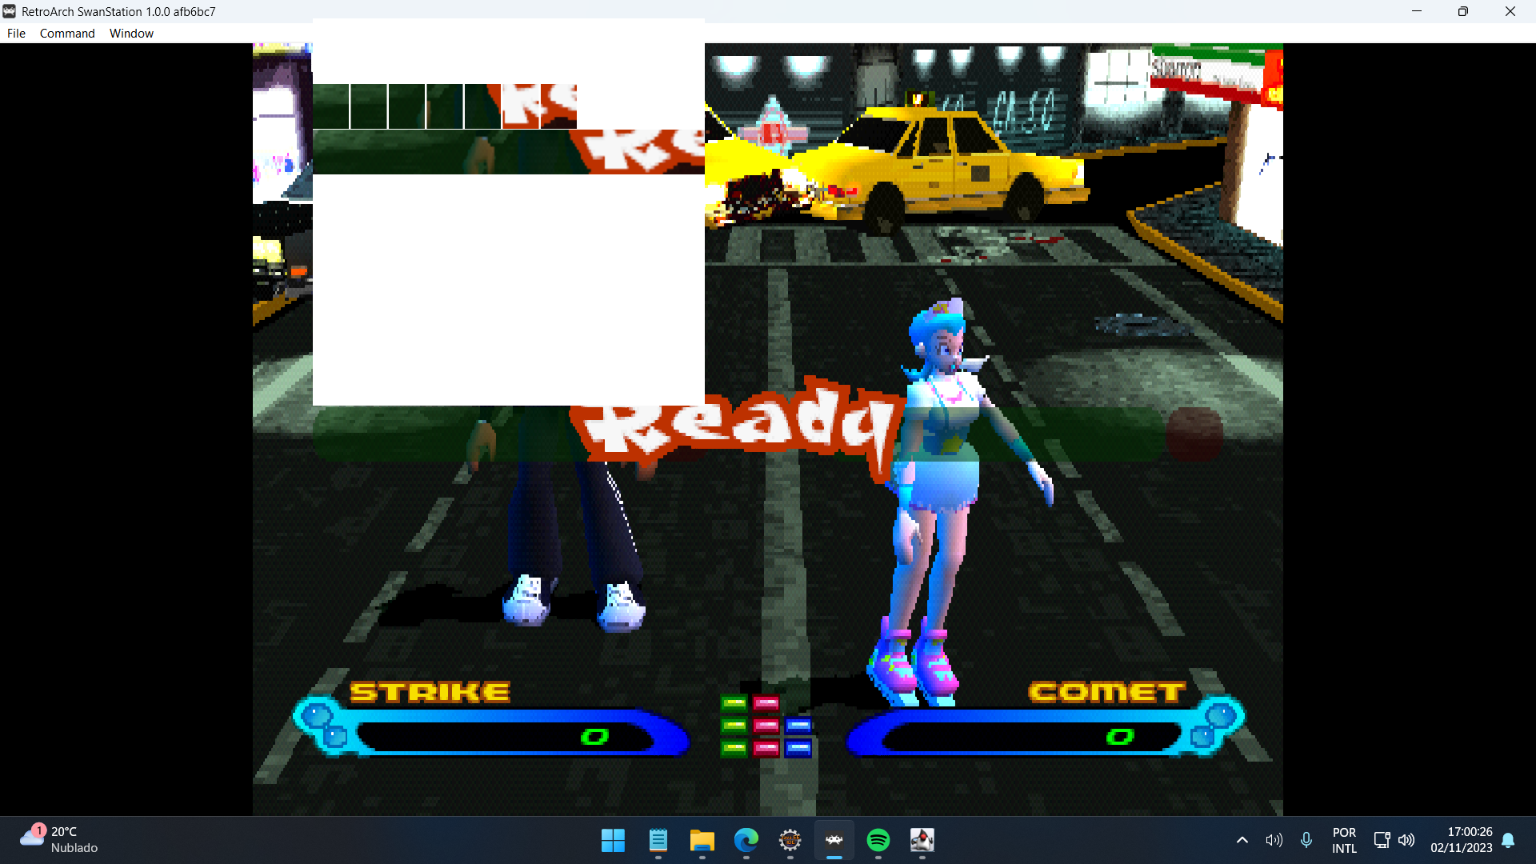 RetroArch SwanStation 1.0.0 afb6bc7
File Command Window
Ready
STRIKE
COMET
0
0
1
20°C
Nublado
POR
INTL
17:00:26
02/11/2023